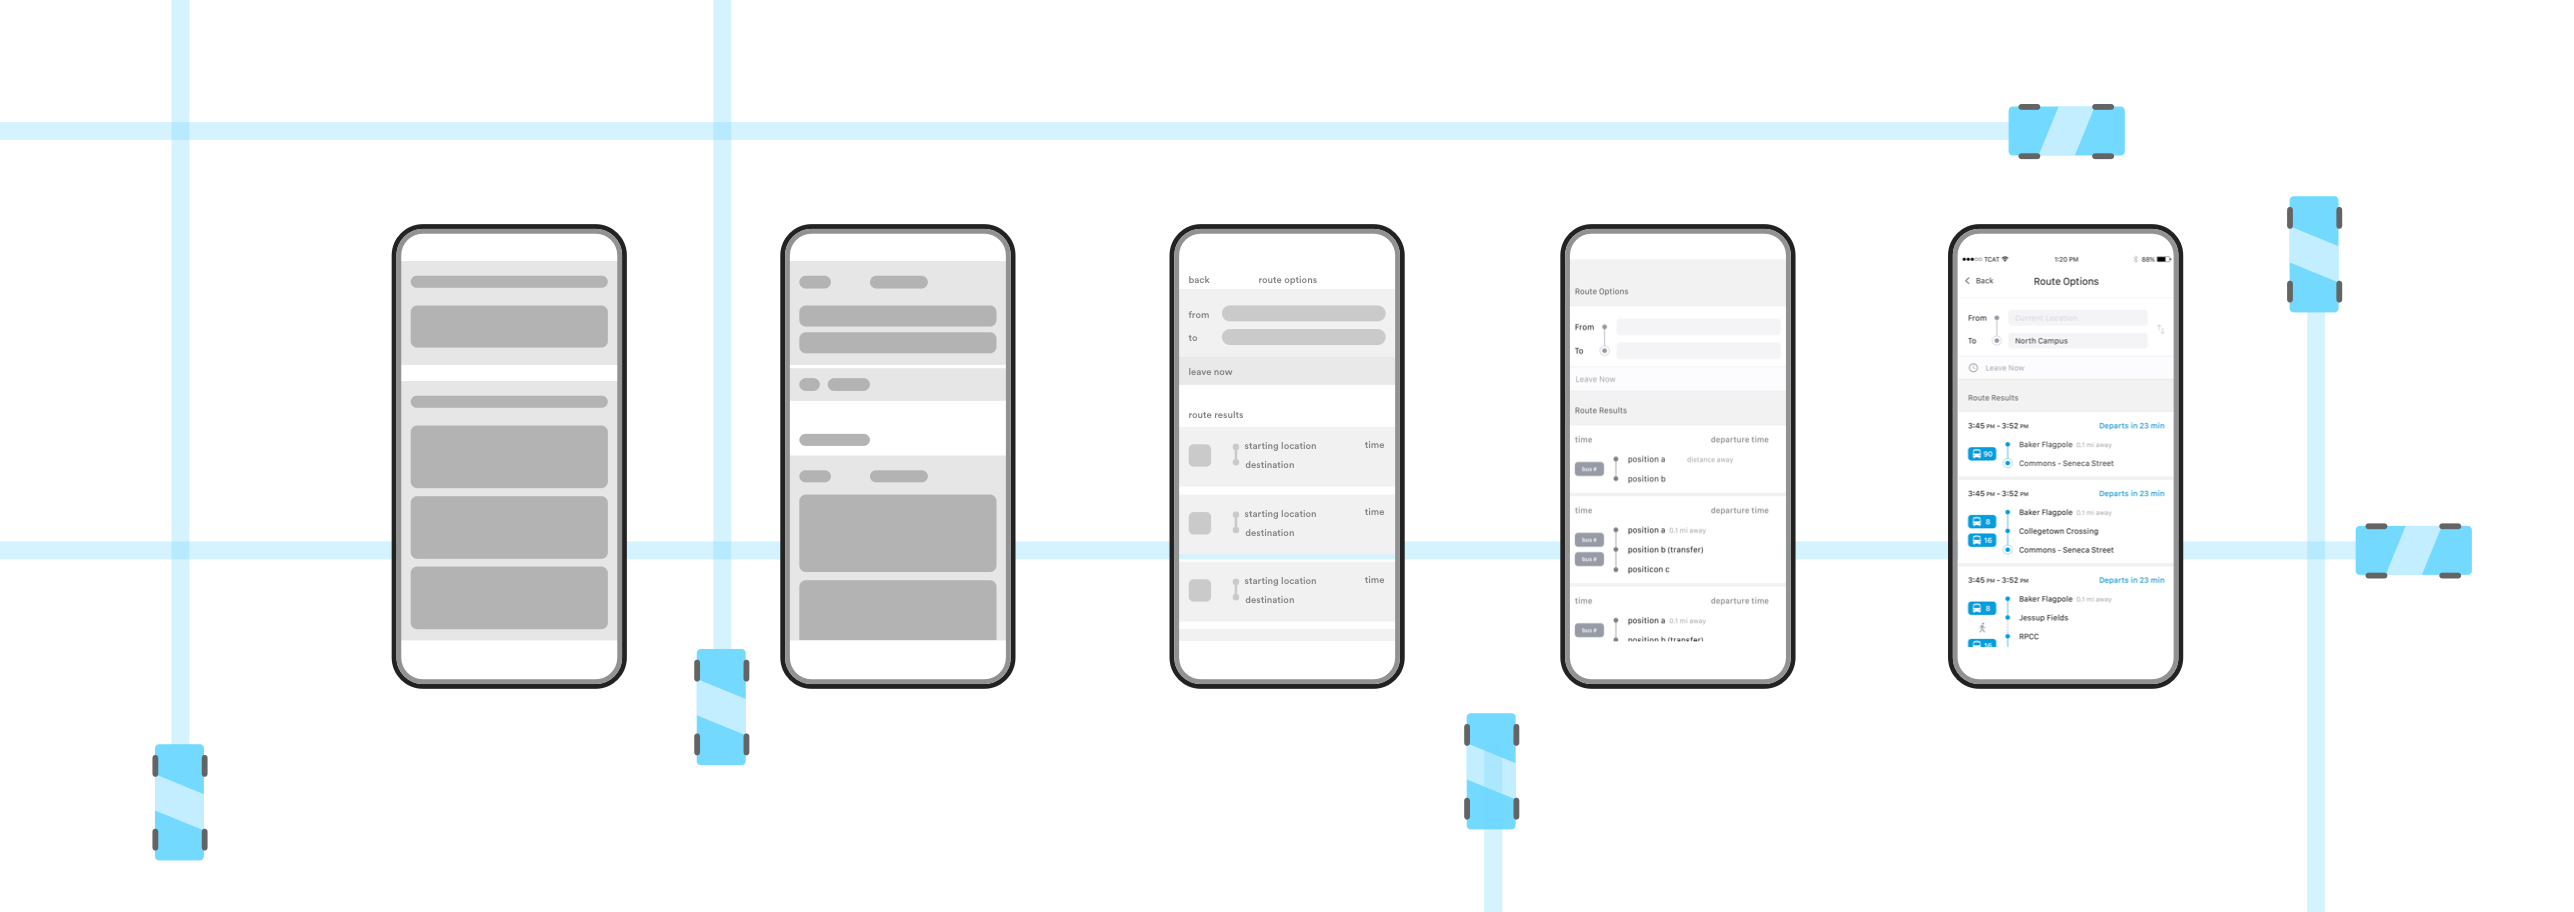 back route options
from
to
leave now
route results
starting location time
destination
starting location time
destination
starting location time
destination
Route Options
From
To
Leave Now
Route Results
time departure time
position a distance away
bus #
position b
time departure time
position a 0.1 mi away
bus #
position b (transfer)
bus #
positicon c
time departure time
position a 0.1 mi away
bus #
position b (transfer)
TCAT 1:20 PM 88%
Back Route Options
From Current Location
To North Campus
Leave Now
Route Results
3:45 PM - 3:52 PM Departs in 23 min
Baker Flagpole 0.1 mi away
90
Commons - Seneca Street
3:45 PM - 3:52 PM Departs in 23 min
Baker Flagpole 0.1 mi away
8
Collegetown Crossing
16
Commons - Seneca Street
3:45 PM - 3:52 PM Departs in 23 min
Baker Flagpole 0.1 mi away
8
Jessup Fields
RPCC
16